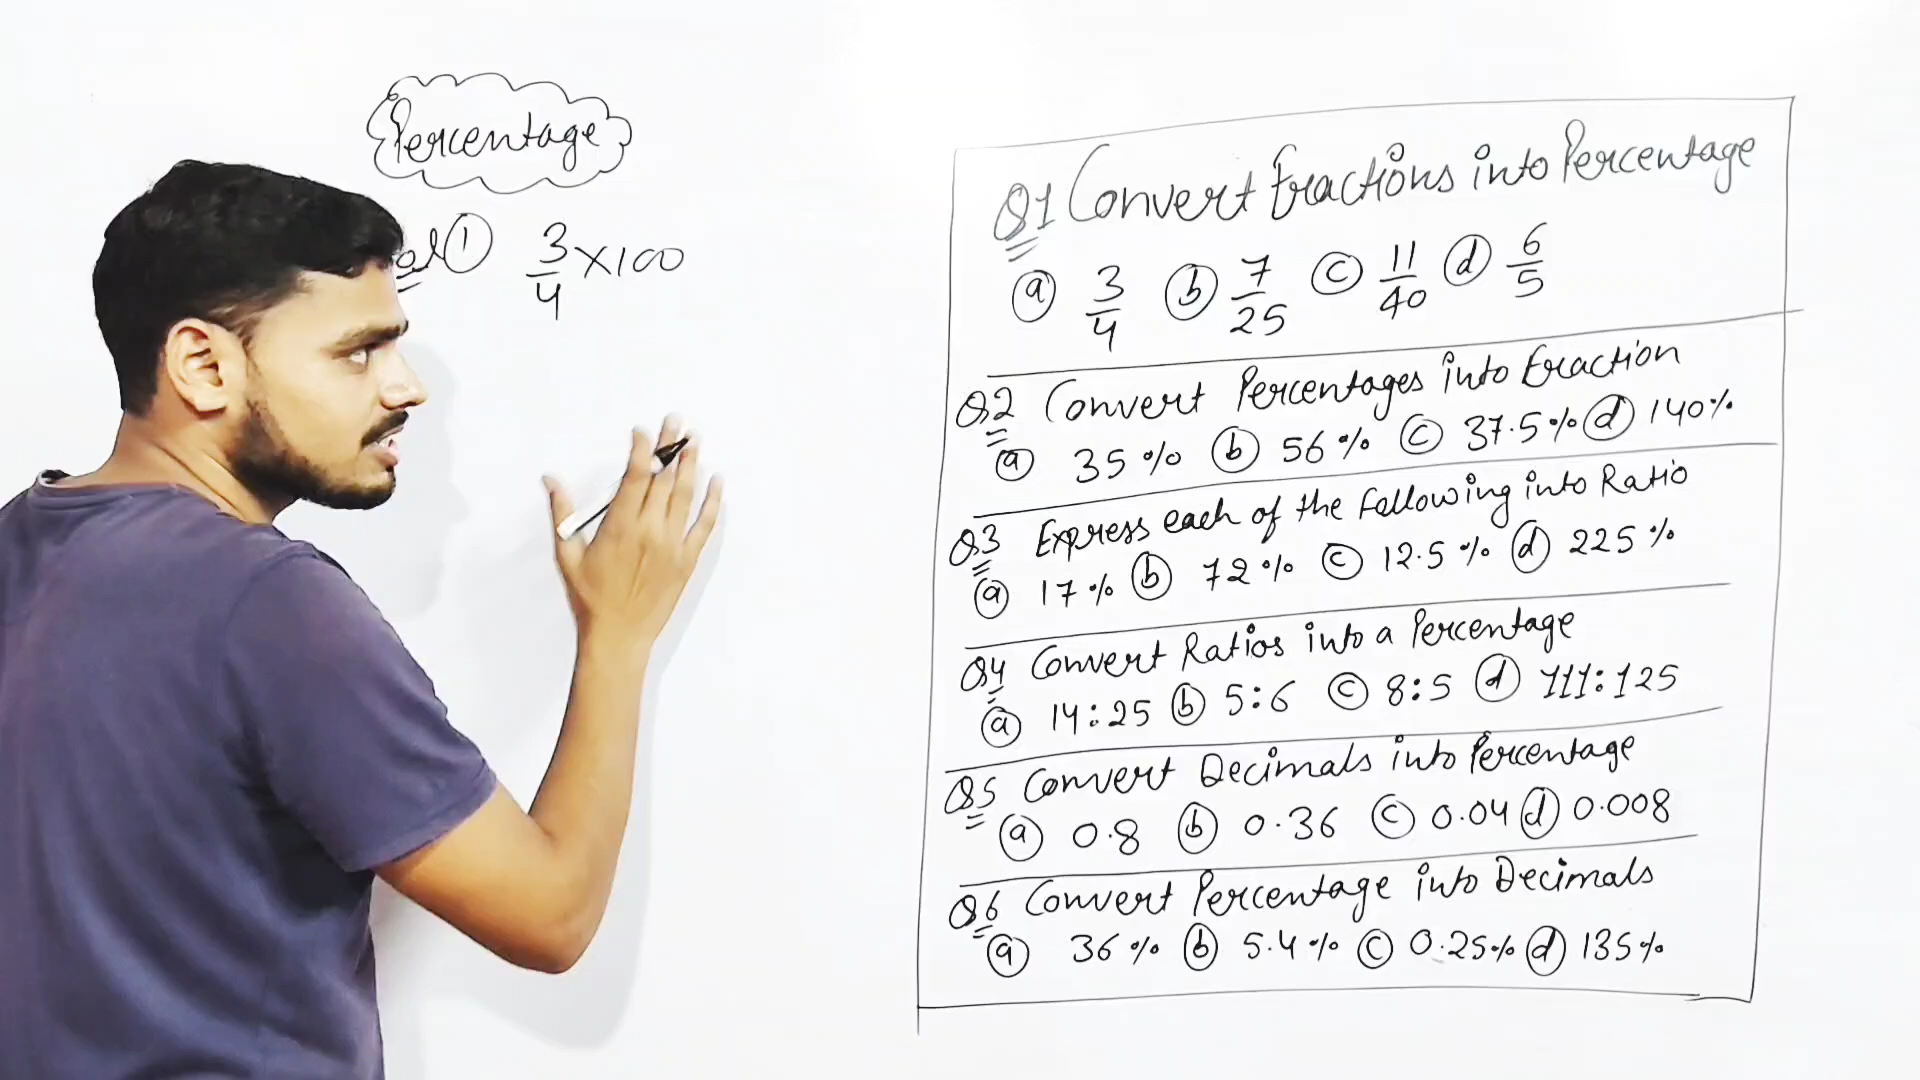 Percentage
① 3/4 × 100
Q1 Convert Fractions into Percentage
ⓐ 3/4 ⓑ 7/25 ⓒ 11/40 ⓓ 6/5
Q2 Convert Percentages into Fraction
ⓐ 35% ⓑ 56% ⓒ 37.5% ⓓ 140%
Q3 Express each of the following into Ratio
ⓐ 17% ⓑ 72% ⓒ 12.5% ⓓ 225%
Q4 Convert Ratios into a Percentage
ⓐ 14:25 ⓑ 5:6 ⓒ 8:5 ⓓ 111:125
Q5 Convert Decimals into Percentage
ⓐ 0.8 ⓑ 0.36 ⓒ 0.04 ⓓ 0.008
Q6 Convert Percentage into Decimals
ⓐ 36% ⓑ 5.4% ⓒ 0.25% ⓓ 135%